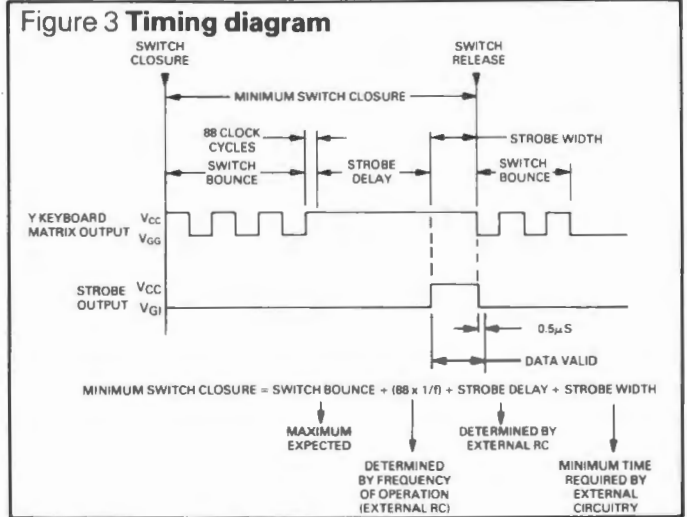 Figure 3 Timing diagram
SWITCH
CLOSURE
SWITCH
RELEASE
MINIMUM SWITCH CLOSURE
88 CLOCK
CYCLES
STROBE WIDTH
SWITCH
BOUNCE
STROBE
DELAY
SWITCH
BOUNCE
Y KEYBOARD
MATRIX OUTPUT
VCC
VGG
STROBE
OUTPUT
VCC
VGI
0.5µS
DATA VALID
MINIMUM SWITCH CLOSURE = SWITCH BOUNCE + (88 x 1/f) + STROBE DELAY + STROBE WIDTH
MAXIMUM
EXPECTED
DETERMINED BY
EXTERNAL RC
DETERMINED
BY FREQUENCY
OF OPERATION
(EXTERNAL RC)
MINIMUM TIME
REQUIRED BY
EXTERNAL
CIRCUITRY